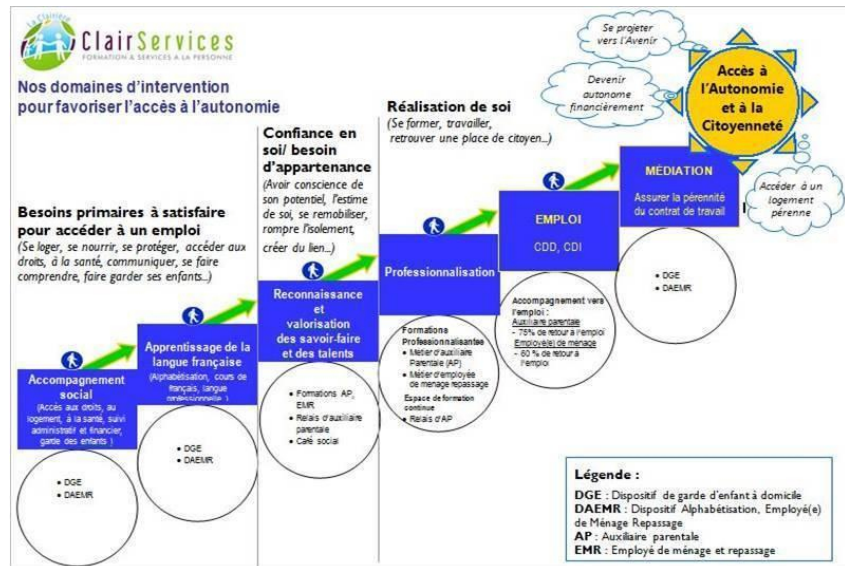 La Clairière
ClairServices
FORMATION & SERVICES A LA PERSONNE
Nos domaines d'intervention
pour favoriser l'accès à l'autonomie
Besoins primaires à satisfaire
pour accéder à un emploi
(Se loger, se nourrir, se protéger, accéder aux
droits, à la santé, communiquer, se faire
comprendre, faire garder ses enfants...)
Confiance en
soi/ besoin
d'appartenance
(Avoir conscience de
son potentiel, l'estime
de soi, se remobiliser,
rompre l'isolement,
créer du lien...)
Réalisation de soi
(Se former, travailler,
retrouver une place de citoyen...)
Se projeter
vers l'Avenir
Devenir
autonome
financièrement
Accès à
l'Autonomie
et à la
Citoyenneté
Accéder à un
logement
pérenne
Accompagnement
social
(Accès aux droits, au
logement, à la santé, suivi
administratif et financier,
garde des enfants )
• DGE
• DAEMR
Apprentissage de la
langue française
(Alphabétisation, cours de
français, langue
professionnelle )
• DGE
• DAEMR
Reconnaissance
et
valorisation
des savoir-faire
et des talents
• Formations AP,
EMR
• Relais d'auxiliaire
parentale
• Café social
Professionnalisation
Formations
Professionnalisantes
• Métier d'auxiliaire
Parentale (AP)
• Métier d'employée
de ménage repassage
Espace de formation
continue
• Relais d'AP
EMPLOI
CDD, CDI
Accompagnement vers
l'emploi :
Auxiliaire parentale
- 75% de retour à l'emploi
Employé(e) de ménage
- 60 % de retour à
l'emploi
MÉDIATION
Assurer la pérennité
du contrat de travail
• DGE
• DAEMR
Légende :
DGE : Dispositif de garde d'enfant à domicile
DAEMR : Dispositif Alphabétisation, Employé(e)
de Ménage Repassage
AP : Auxiliaire parentale
EMR : Employé de ménage et repassage